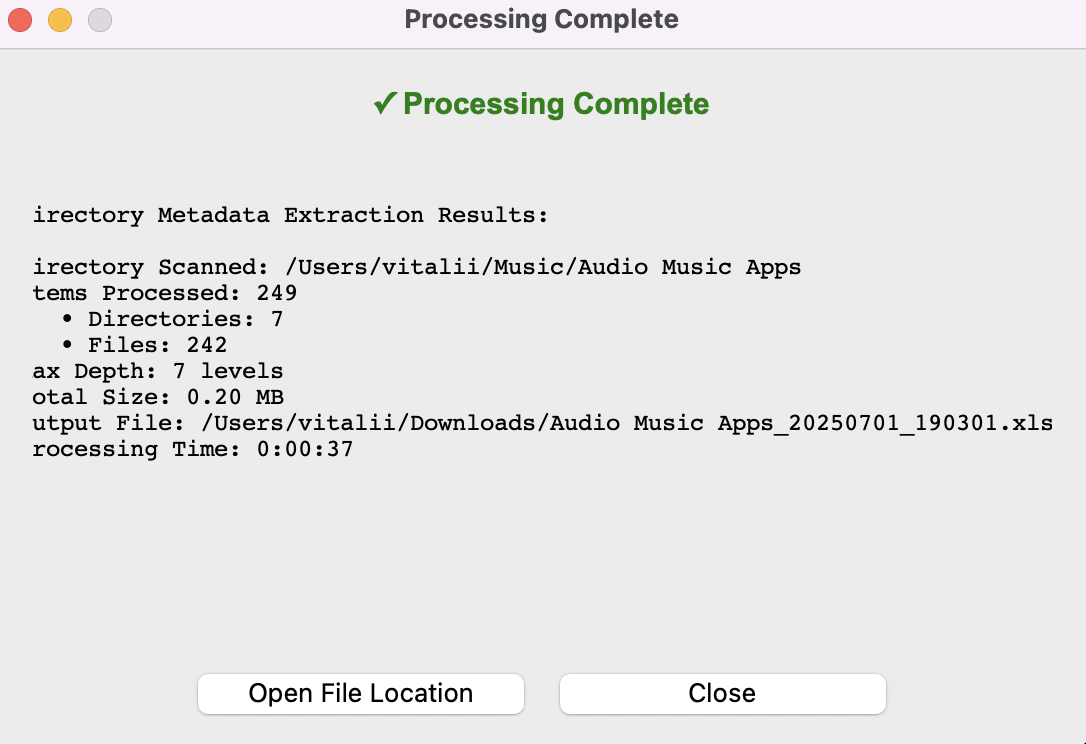 Processing Complete
✓ Processing Complete
irectory Metadata Extraction Results:
irectory Scanned: /Users/vitalii/Music/Audio Music Apps
tems Processed: 249
• Directories: 7
• Files: 242
ax Depth: 7 levels
otal Size: 0.20 MB
utput File: /Users/vitalii/Downloads/Audio Music Apps_20250701_190301.xls
rocessing Time: 0:00:37
Open File Location
Close